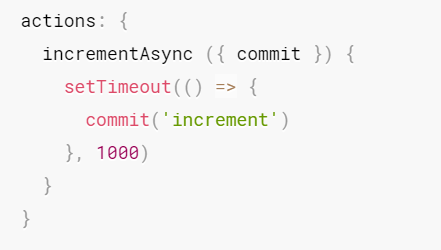 actions: {
  incrementAsync ({ commit }) {
    setTimeout(() => {
      commit('increment')
    }, 1000)
  }
}